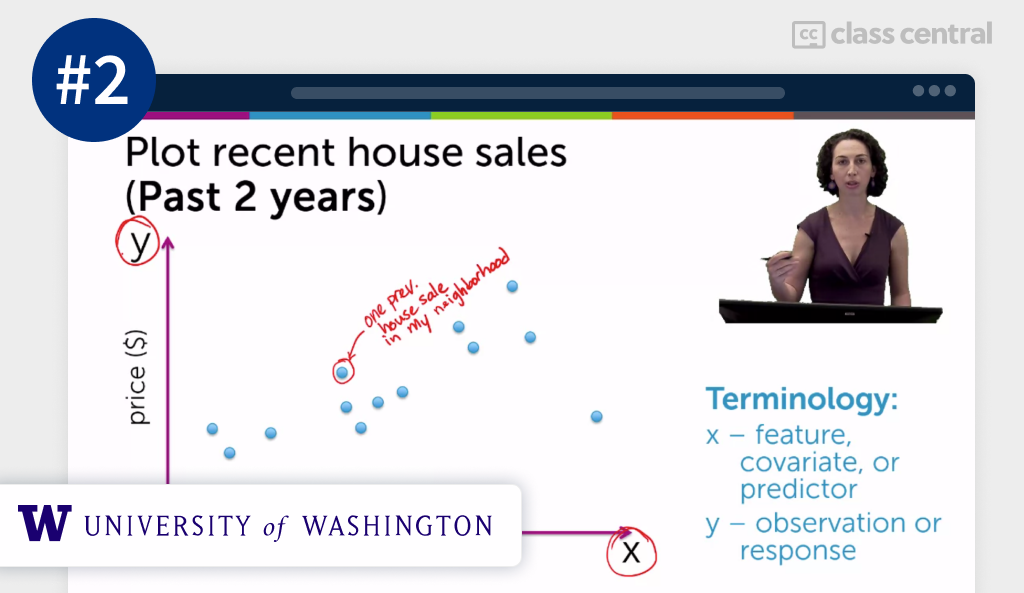 #2
cc class central
Plot recent house sales
(Past 2 years)
y
one prev.
house sale
in my neighborhood
price ($)
Terminology:
x – feature,
covariate, or
predictor
y – observation or
response
W UNIVERSITY of WASHINGTON
x